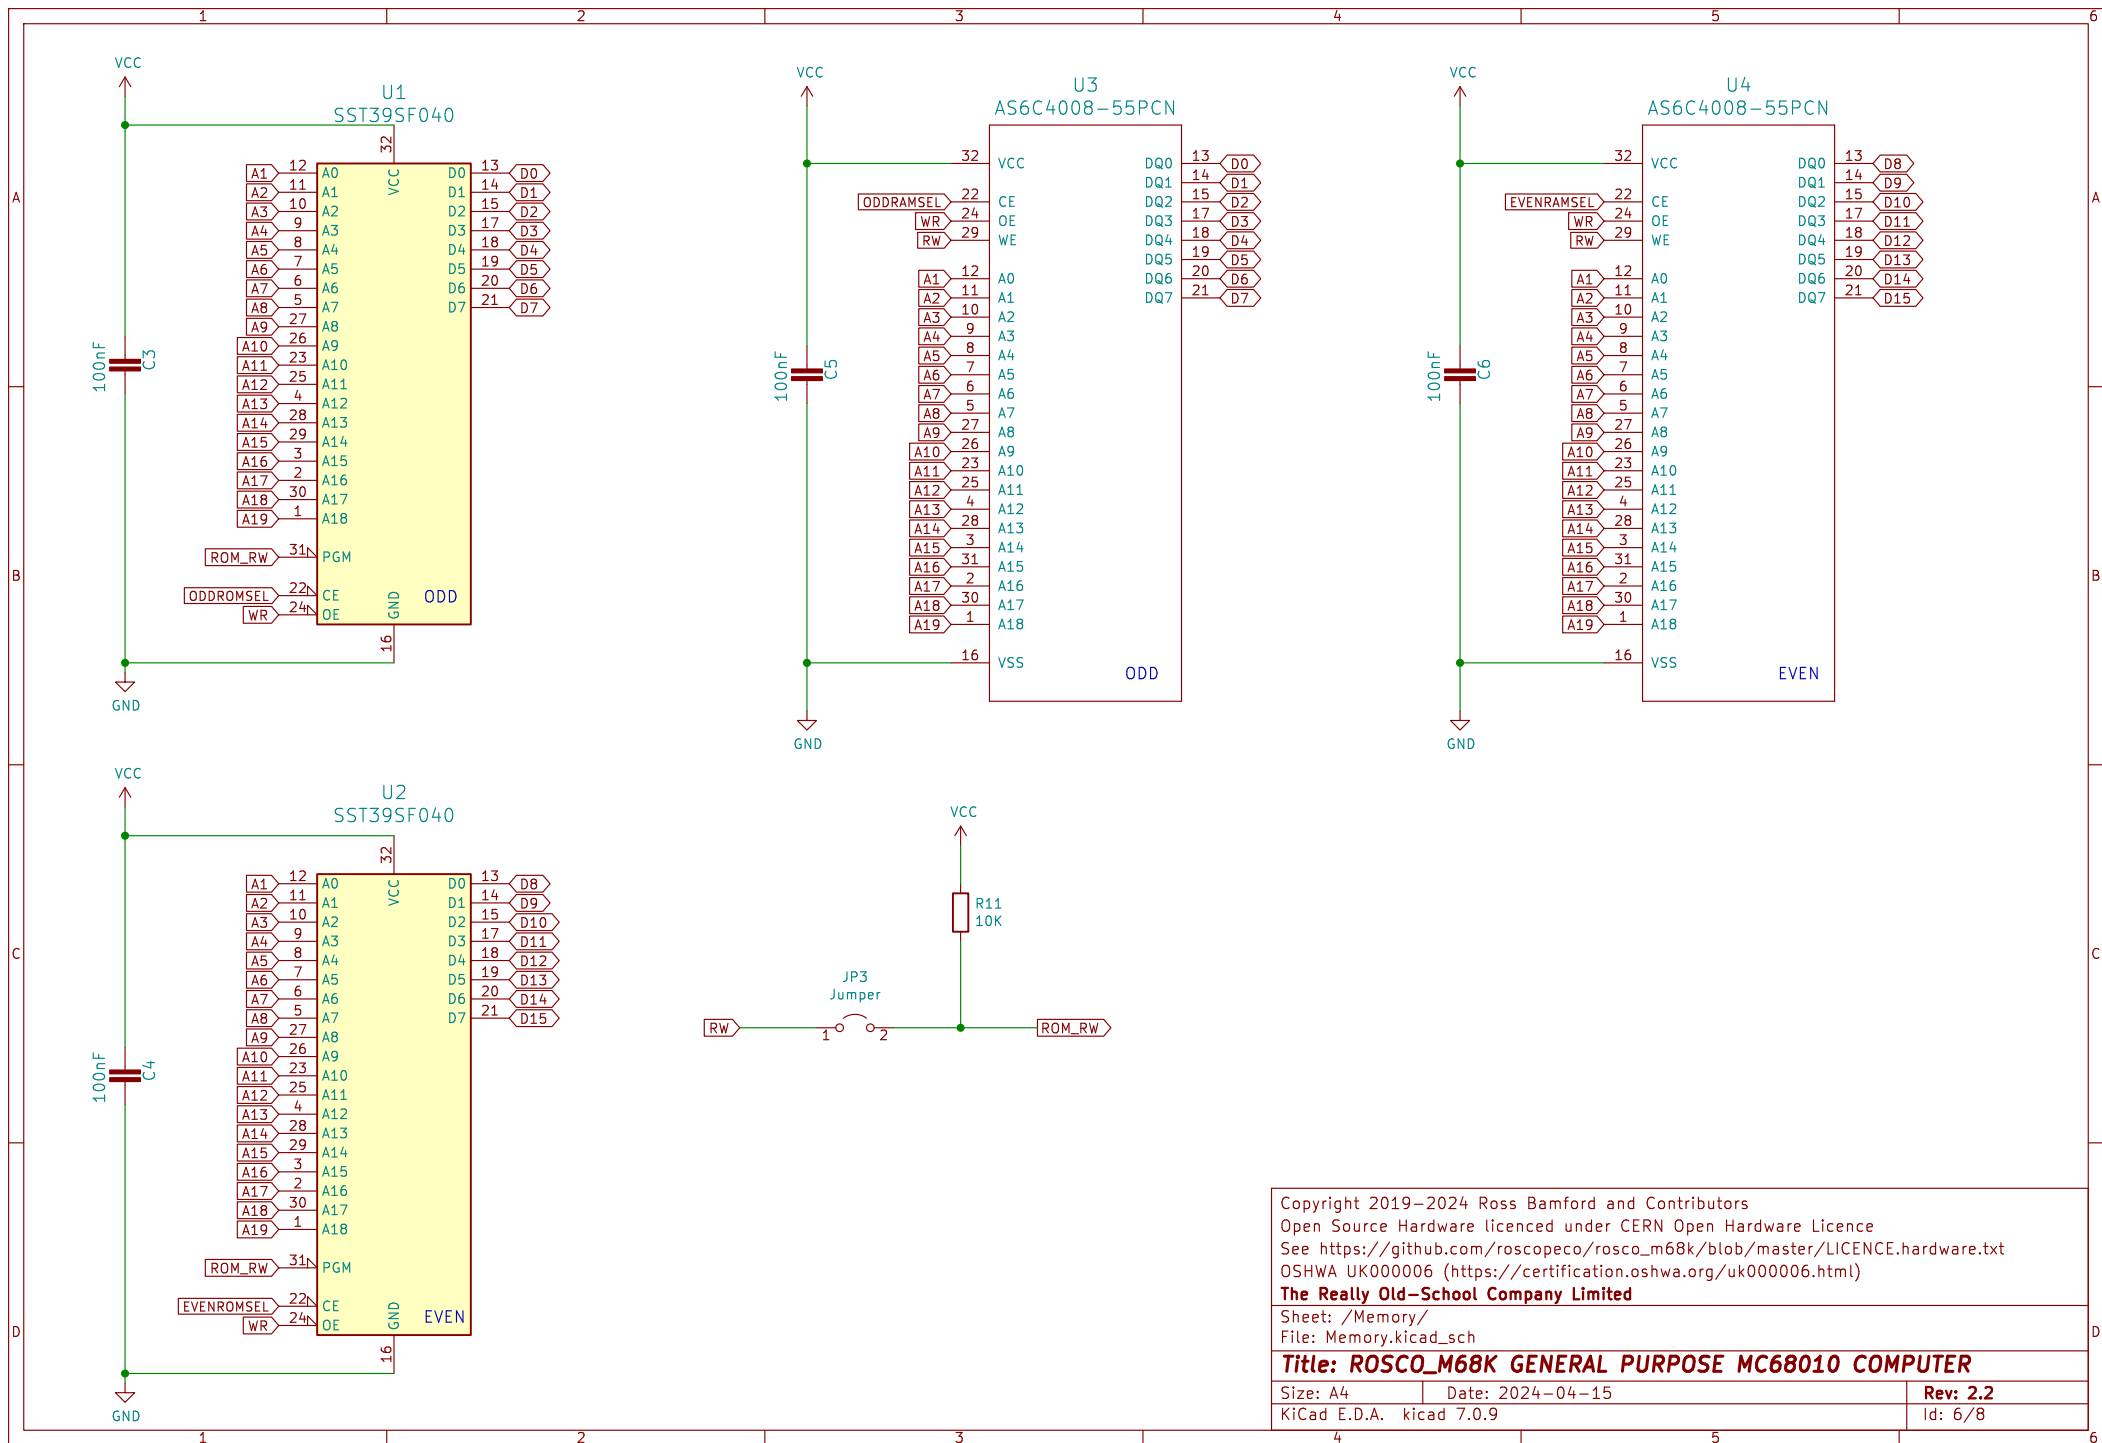 1 2 3 4 5 6
A
B
C
D
VCC
U1
SST39SF040
32
VCC
A1 12 A0 D0 13 D0
A2 11 A1 D1 14 D1
A3 10 A2 D2 15 D2
A4 9 A3 D3 17 D3
A5 8 A4 D4 18 D4
A6 7 A5 D5 19 D5
A7 6 A6 D6 20 D6
A8 5 A7 D7 21 D7
A9 27 A8
A10 26 A9
A11 23 A10
A12 25 A11
A13 4 A12
A14 28 A13
A15 29 A14
A16 3 A15
A17 2 A16
A18 30 A17
A19 1 A18
ROM_RW 31 PGM
ODDROMSEL 22 CE
WR 24 OE
ODD
GND
16
100nF
C3
GND
VCC
U3
AS6C4008-55PCN
32 VCC DQ0 13 D0
DQ1 14 D1
ODDRAMSEL 22 CE DQ2 15 D2
WR 24 OE DQ3 17 D3
RW 29 WE DQ4 18 D4
DQ5 19 D5
A1 12 A0 DQ6 20 D6
A2 11 A1 DQ7 21 D7
A3 10 A2
A4 9 A3
A5 8 A4
A6 7 A5
A7 6 A6
A8 5 A7
A9 27 A8
A10 26 A9
A11 23 A10
A12 25 A11
A13 4 A12
A14 28 A13
A15 3 A14
A16 31 A15
A17 2 A16
A18 30 A17
A19 1 A18
16 VSS
ODD
100nF
C5
GND
VCC
U4
AS6C4008-55PCN
32 VCC DQ0 13 D8
DQ1 14 D9
EVENRAMSEL 22 CE DQ2 15 D10
WR 24 OE DQ3 17 D11
RW 29 WE DQ4 18 D12
DQ5 19 D13
A1 12 A0 DQ6 20 D14
A2 11 A1 DQ7 21 D15
A3 10 A2
A4 9 A3
A5 8 A4
A6 7 A5
A7 6 A6
A8 5 A7
A9 27 A8
A10 26 A9
A11 23 A10
A12 25 A11
A13 4 A12
A14 28 A13
A15 3 A14
A16 31 A15
A17 2 A16
A18 30 A17
A19 1 A18
16 VSS
EVEN
100nF
C6
GND
VCC
U2
SST39SF040
32
VCC
A1 12 A0 D0 13 D8
A2 11 A1 D1 14 D9
A3 10 A2 D2 15 D10
A4 9 A3 D3 17 D11
A5 8 A4 D4 18 D12
A6 7 A5 D5 19 D13
A7 6 A6 D6 20 D14
A8 5 A7 D7 21 D15
A9 27 A8
A10 26 A9
A11 23 A10
A12 25 A11
A13 4 A12
A14 28 A13
A15 29 A14
A16 3 A15
A17 2 A16
A18 30 A17
A19 1 A18
ROM_RW 31 PGM
EVENROMSEL 22 CE
WR 24 OE
EVEN
GND
16
100nF
C4
GND
VCC
R11
10K
JP3
Jumper
RW 1 2 ROM_RW
Copyright 2019-2024 Ross Bamford and Contributors
Open Source Hardware licenced under CERN Open Hardware Licence
See https://github.com/roscopeco/rosco_m68k/blob/master/LICENCE.hardware.txt
OSHWA UK000006 (https://certification.oshwa.org/uk000006.html)
The Really Old-School Company Limited
Sheet: /Memory/
File: Memory.kicad_sch
Title: ROSCO_M68K GENERAL PURPOSE MC68010 COMPUTER
Size: A4 Date: 2024-04-15 Rev: 2.2
KiCad E.D.A. kicad 7.0.9 Id: 6/8
A
B
C
D
1 2 3 4 5 6